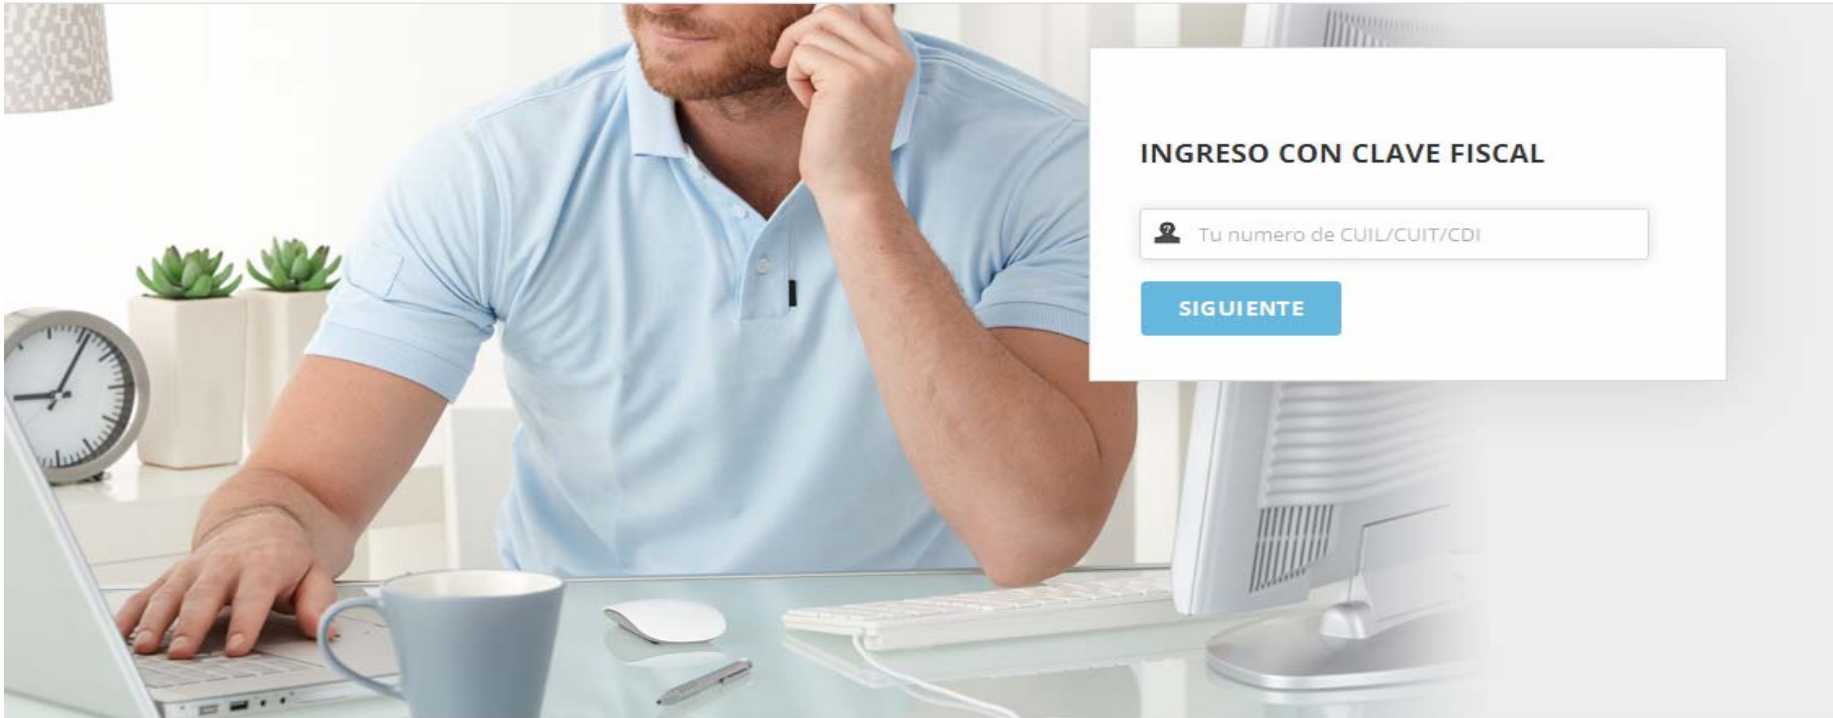 INGRESO CON CLAVE FISCAL
Tu numero de CUIL/CUIT/CDI
SIGUIENTE